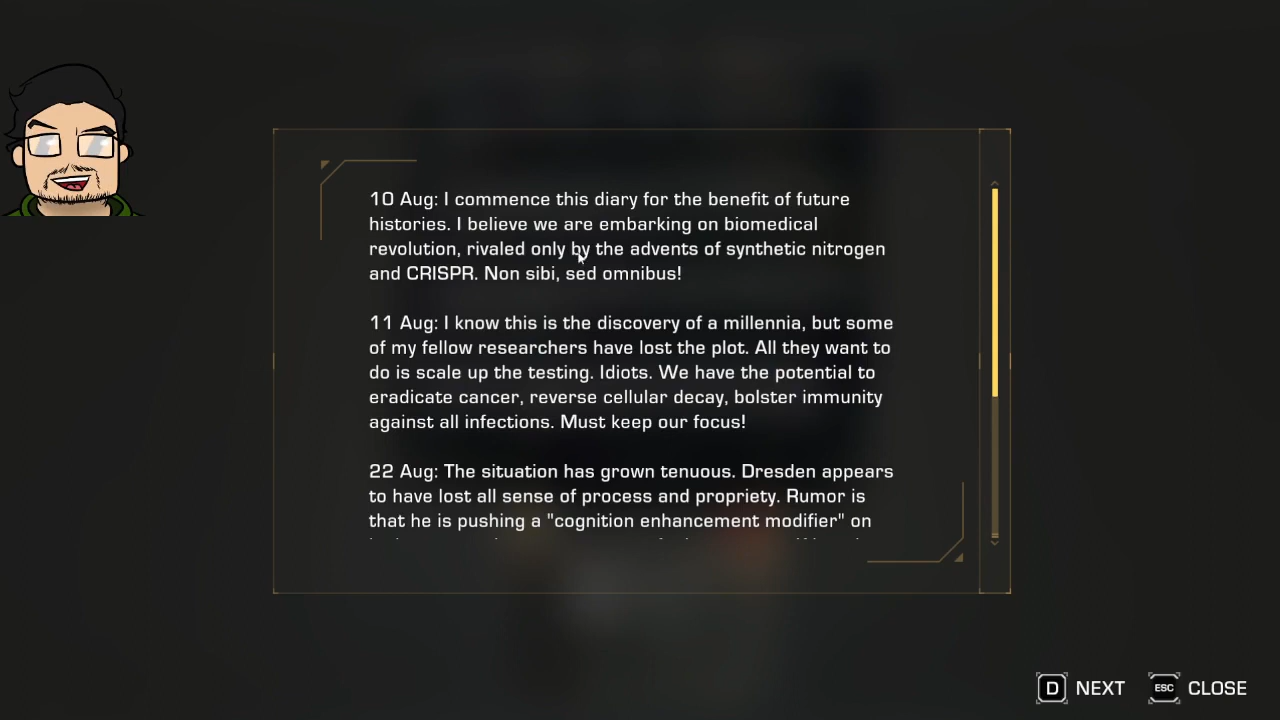 10 Aug: I commence this diary for the benefit of future
histories. I believe we are embarking on biomedical
revolution, rivaled only by the advents of synthetic nitrogen
and CRISPR. Non sibi, sed omnibus!
11 Aug: I know this is the discovery of a millennia, but some
of my fellow researchers have lost the plot. All they want to
do is scale up the testing. Idiots. We have the potential to
eradicate cancer, reverse cellular decay, bolster immunity
against all infections. Must keep our focus!
22 Aug: The situation has grown tenuous. Dresden appears
to have lost all sense of process and propriety. Rumor is
that he is pushing a "cognition enhancement modifier" on
D NEXT ESC CLOSE